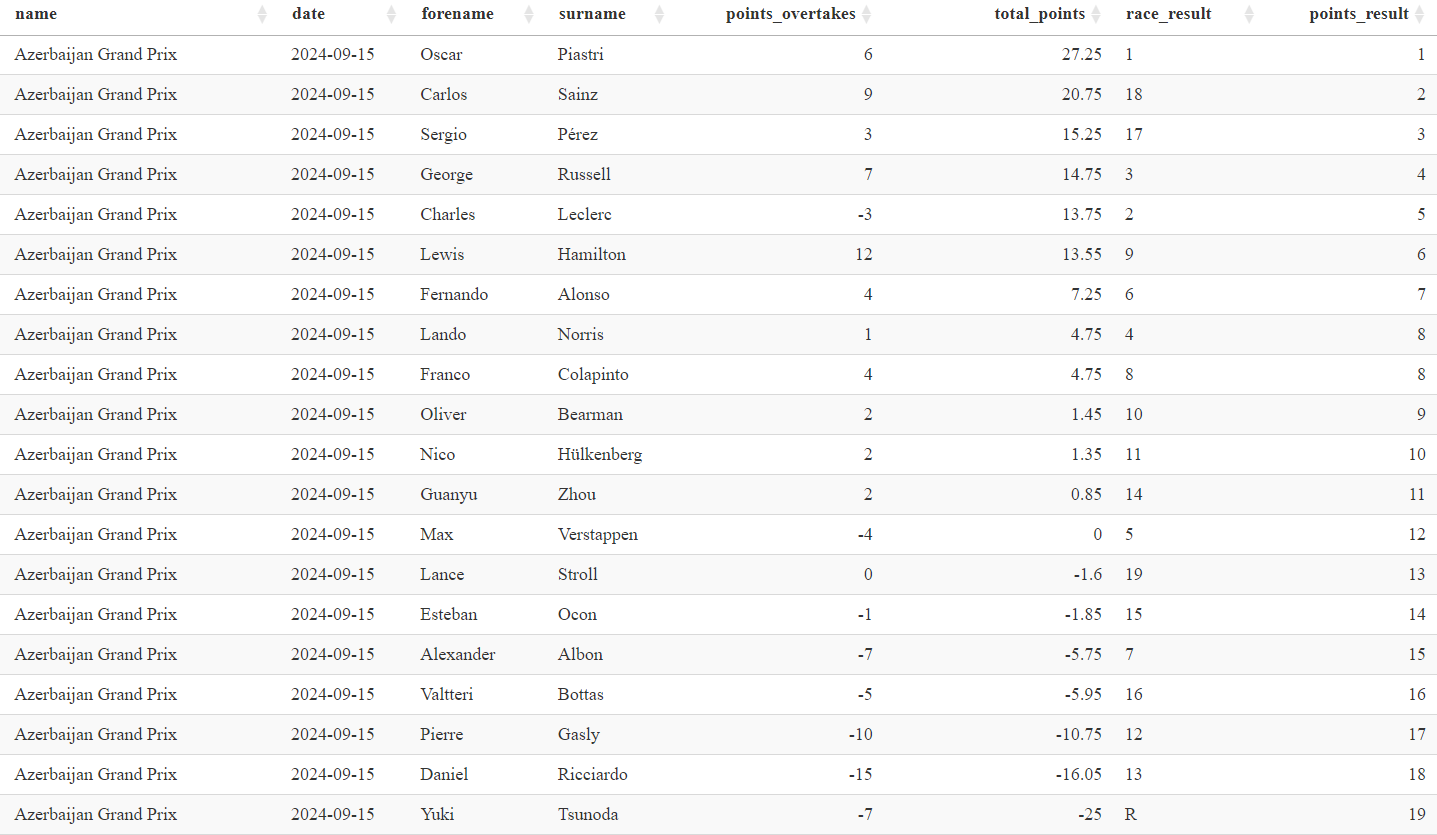 name date forename surname points_overtakes total_points race_result points_result
Azerbaijan Grand Prix 2024-09-15 Oscar Piastri 6 27.25 1 1
Azerbaijan Grand Prix 2024-09-15 Carlos Sainz 9 20.75 18 2
Azerbaijan Grand Prix 2024-09-15 Sergio Pérez 3 15.25 17 3
Azerbaijan Grand Prix 2024-09-15 George Russell 7 14.75 3 4
Azerbaijan Grand Prix 2024-09-15 Charles Leclerc -3 13.75 2 5
Azerbaijan Grand Prix 2024-09-15 Lewis Hamilton 12 13.55 9 6
Azerbaijan Grand Prix 2024-09-15 Fernando Alonso 4 7.25 6 7
Azerbaijan Grand Prix 2024-09-15 Lando Norris 1 4.75 4 8
Azerbaijan Grand Prix 2024-09-15 Franco Colapinto 4 4.75 8 8
Azerbaijan Grand Prix 2024-09-15 Oliver Bearman 2 1.45 10 9
Azerbaijan Grand Prix 2024-09-15 Nico Hülkenberg 2 1.35 11 10
Azerbaijan Grand Prix 2024-09-15 Guanyu Zhou 2 0.85 14 11
Azerbaijan Grand Prix 2024-09-15 Max Verstappen -4 0 5 12
Azerbaijan Grand Prix 2024-09-15 Lance Stroll 0 -1.6 19 13
Azerbaijan Grand Prix 2024-09-15 Esteban Ocon -1 -1.85 15 14
Azerbaijan Grand Prix 2024-09-15 Alexander Albon -7 -5.75 7 15
Azerbaijan Grand Prix 2024-09-15 Valtteri Bottas -5 -5.95 16 16
Azerbaijan Grand Prix 2024-09-15 Pierre Gasly -10 -10.75 12 17
Azerbaijan Grand Prix 2024-09-15 Daniel Ricciardo -15 -16.05 13 18
Azerbaijan Grand Prix 2024-09-15 Yuki Tsunoda -7 -25 R 19